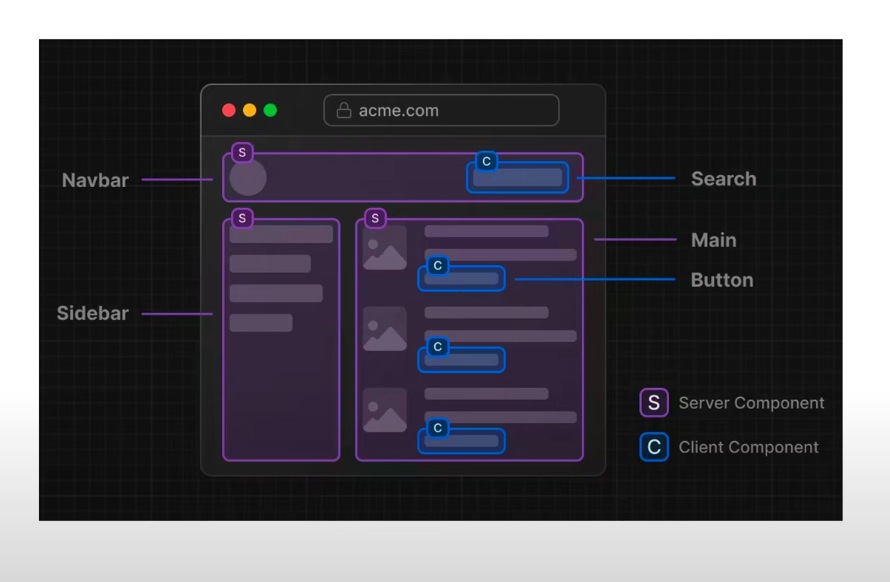 acme.com
S
C
Navbar
Search
S
S
Main
C
Button
Sidebar
C
S Server Component
C
C Client Component